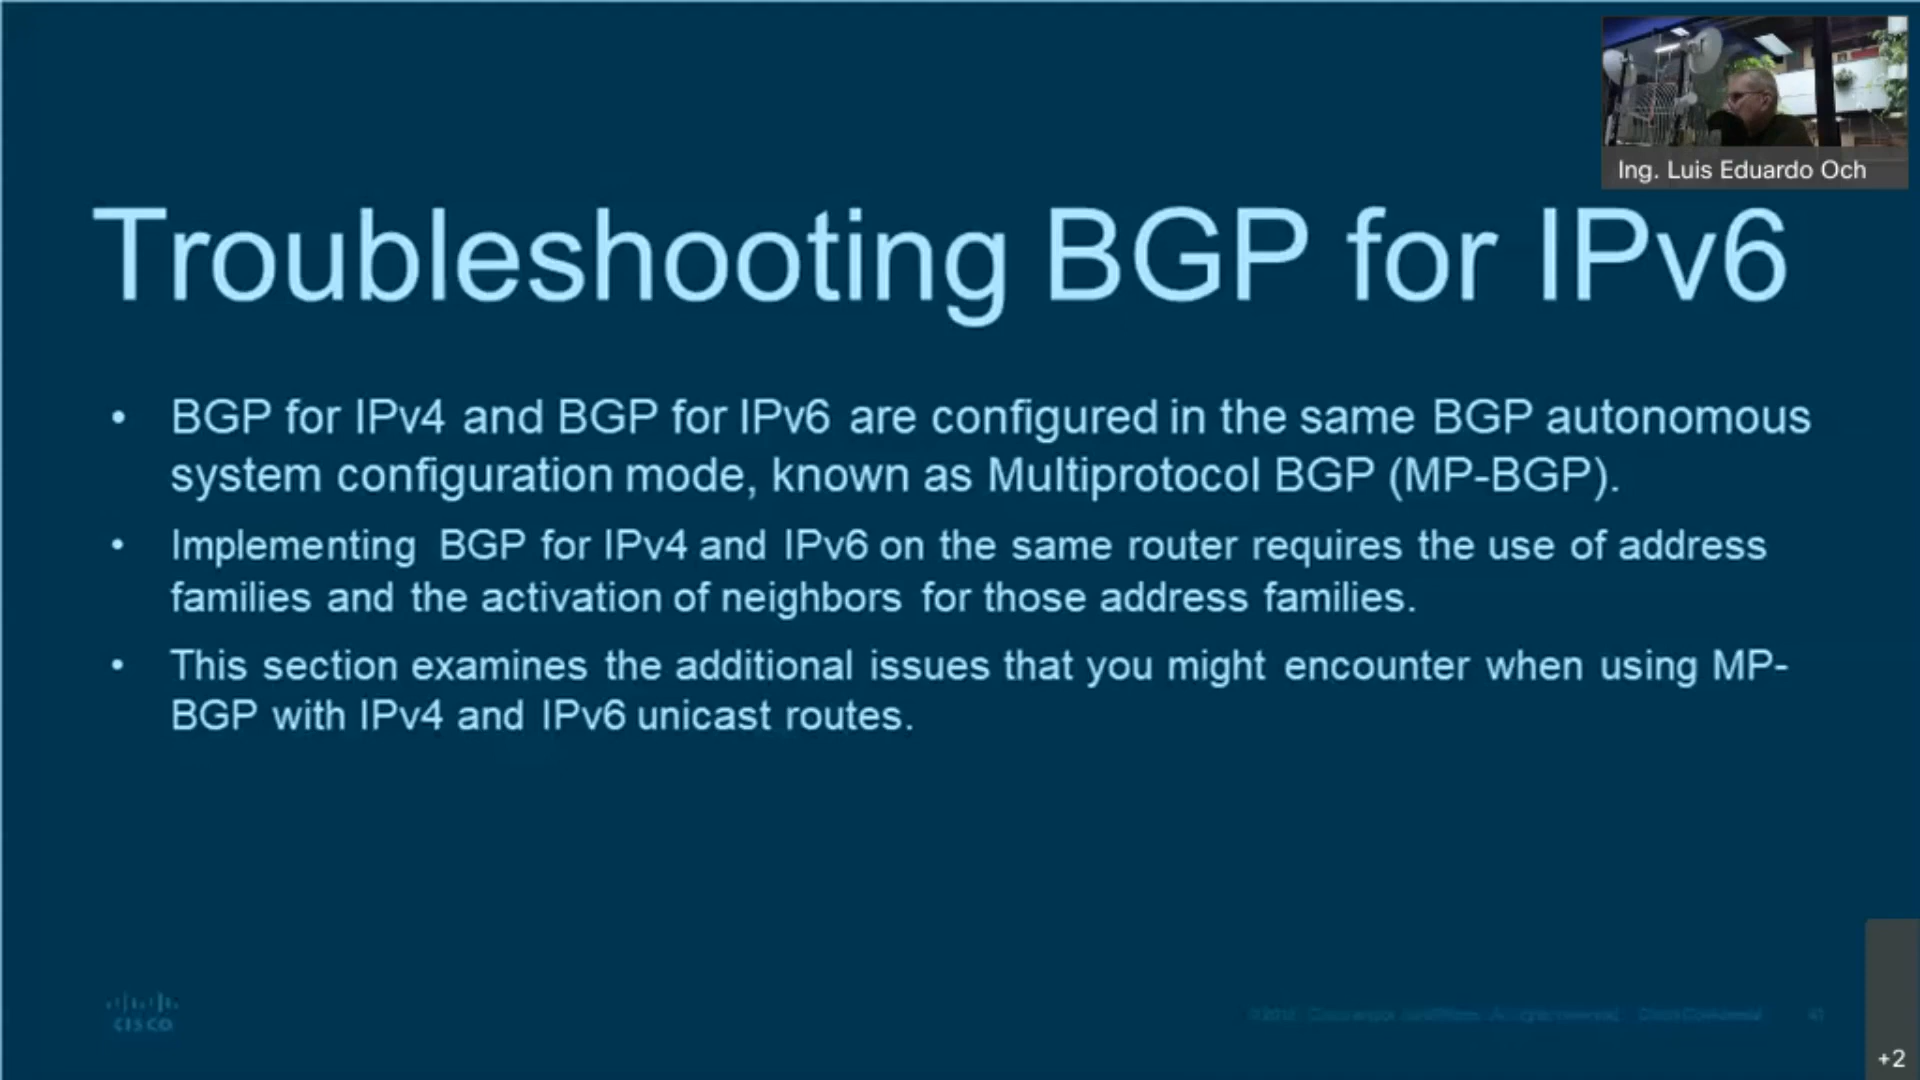 Ing. Luis Eduardo Och
Troubleshooting BGP for IPv6
• BGP for IPv4 and BGP for IPv6 are configured in the same BGP autonomous
system configuration mode, known as Multiprotocol BGP (MP-BGP).
• Implementing BGP for IPv4 and IPv6 on the same router requires the use of address
families and the activation of neighbors for those address families.
• This section examines the additional issues that you might encounter when using MP-
BGP with IPv4 and IPv6 unicast routes.
CISCO
+2